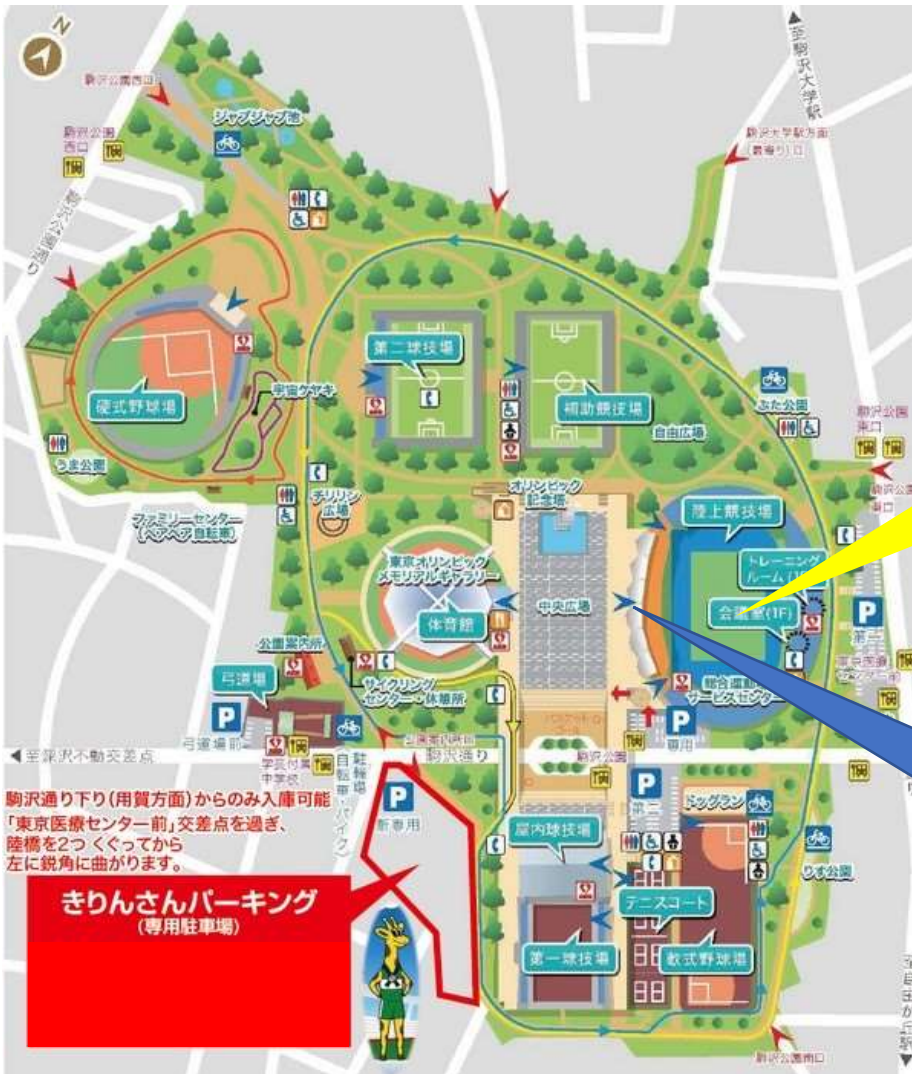 N
▲至駒沢大学駅
駒沢公園西口
駒沢公園
西口
駒沢公園通り
ジャブジャブ池
駒沢大学駅方面
(最寄り)口
第二球技場
補助競技場
硬式野球場
宇宙ケヤキ
自由広場
ぶた公園
駒沢公園
東口
うま公園
チリリン
広場
ファミリーセンター
(ペアペア自転車)
オリンピック
記念塔
陸上競技場
東京オリンピック
メモリアルギャラリー
体育館
中央広場
トレーニング
会議室(1F)
P
第一
公園案内所
サイクリング
センター・休憩所
弓道場
P
弓道場前
総合運動場
サービスセンター
P
専用
◀至深沢不動交差点
学芸付属
中学校
駐輪場
(自転車・バイク)
駒沢通り
駒沢公園
P
新専用
P
第二
ドッグラン
屋内球技場
りす公園
テニスコート
第一球技場
軟式野球場
駒沢公園南口
至自由が丘駅▼
駒沢通り下り(用賀方面)からのみ入庫可能
「東京医療センター前」交差点を過ぎ、
陸橋を2つ くぐってから
左に鋭角に曲がります。
きりんさんパーキング
(専用駐車場)